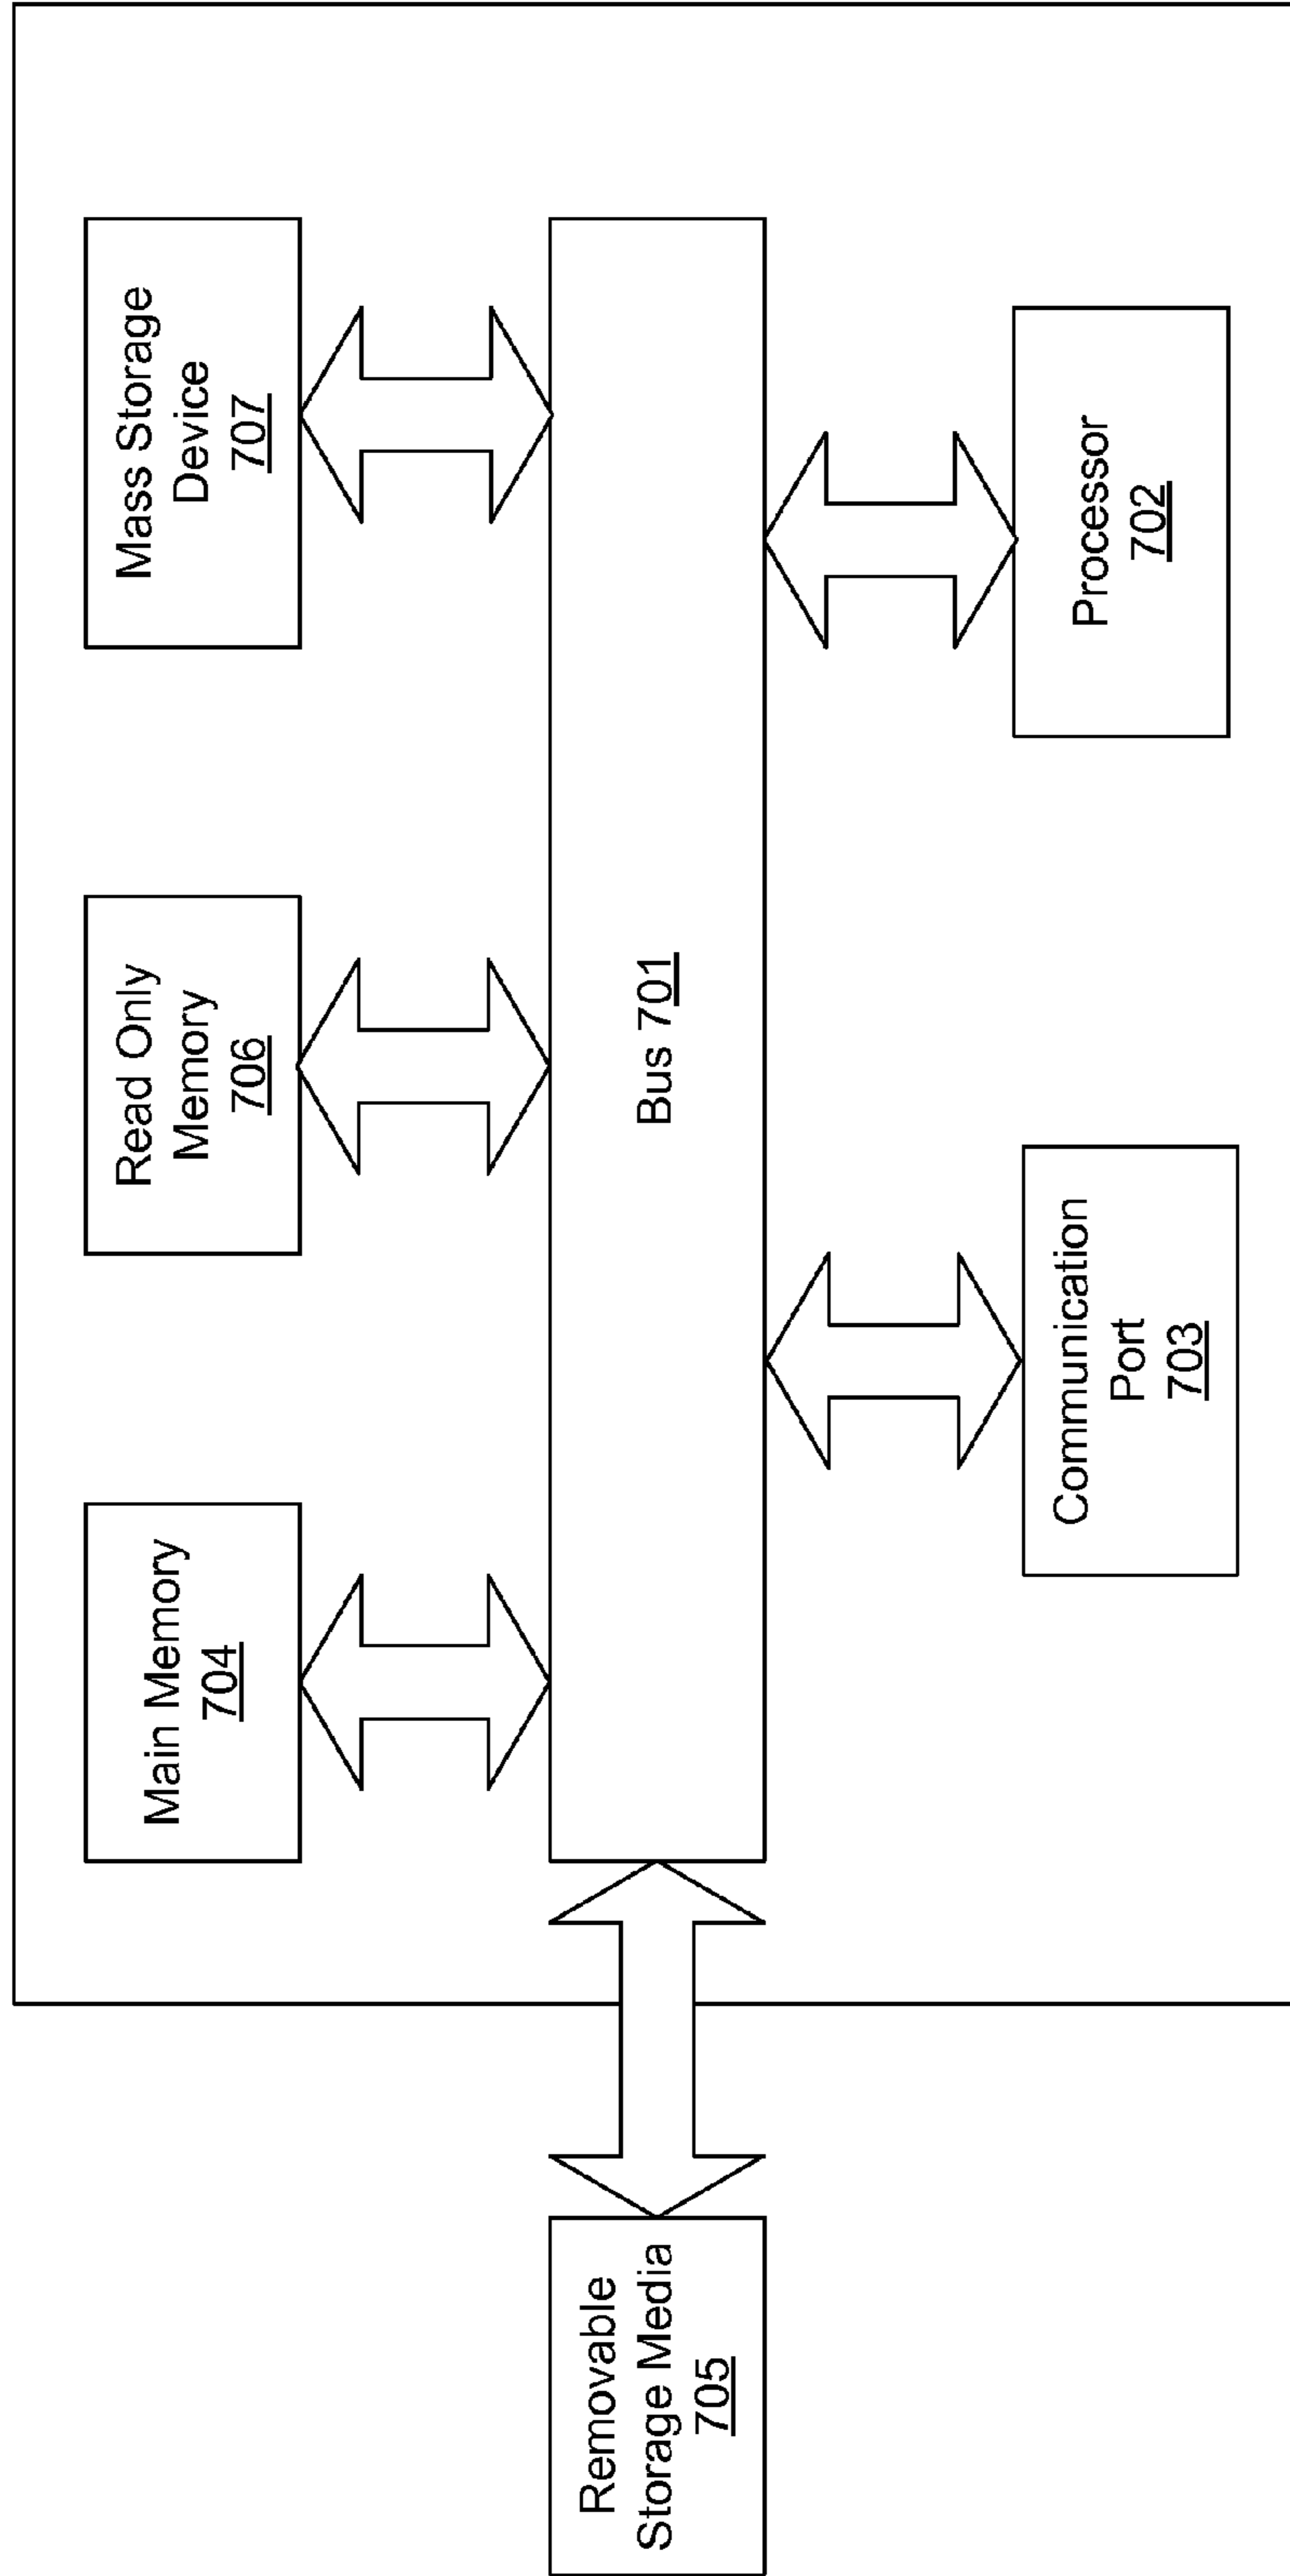 Main Memory
704
Read Only
Memory
706
Mass Storage
Device
707
Removable
Storage Media
705
Bus 701
Communication
Port
703
Processor
702